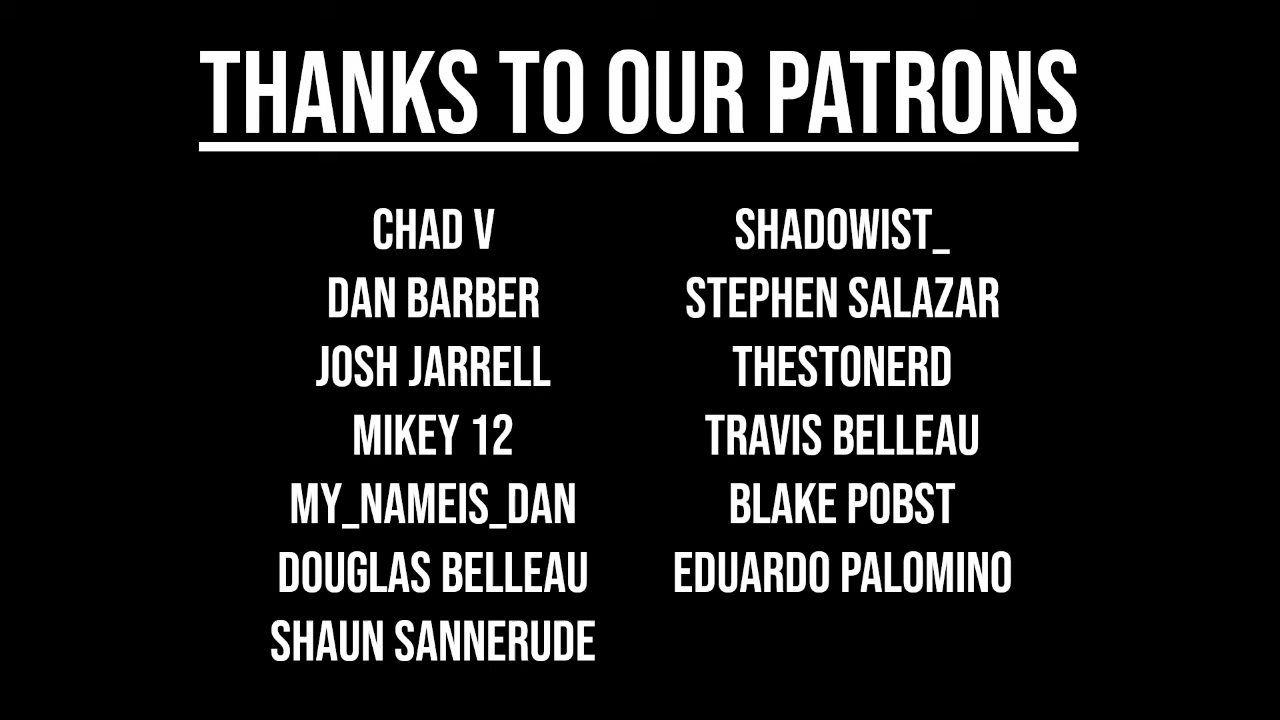 THANKS TO OUR PATRONS
CHAD V
DAN BARBER
JOSH JARRELL
MIKEY 12
MY_NAMEIS_DAN
DOUGLAS BELLEAU
SHAUN SANNERUDE
SHADOWIST_
STEPHEN SALAZAR
THESTONERD
TRAVIS BELLEAU
BLAKE POBST
EDUARDO PALOMINO